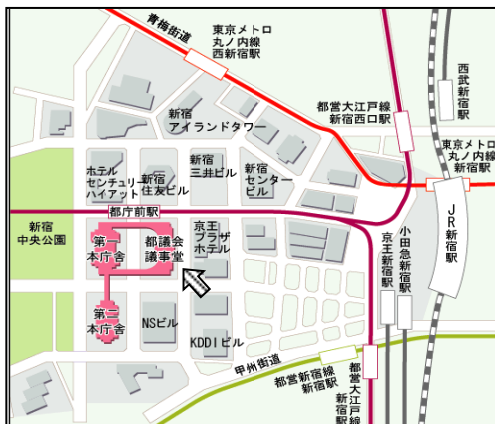 青梅街道
東京メトロ
丸ノ内線
西新宿駅
西武新宿駅
都営大江戸線
新宿西口駅
新宿
アイランドタワー
東京メトロ
丸ノ内線
新宿駅
ホテル
センチュリー
ハイアット
新宿
住友ビル
新宿
三井ビル
新宿
センター
ビル
都庁前駅
新宿
中央公園
第一
本庁舎
都議会
議事堂
京王
プラザ
ホテル
JR新宿駅
小田急新宿駅
京王新宿駅
第二
本庁舎
NSビル
KDDIビル
甲州街道
都営新宿線
新宿駅
都営大江戸線
新宿駅